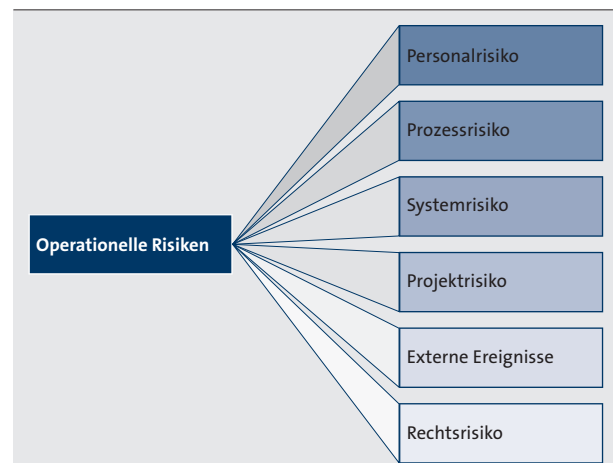 Personalrisiko
Prozessrisiko
Systemrisiko
Operationelle Risiken
Projektrisiko
Externe Ereignisse
Rechtsrisiko